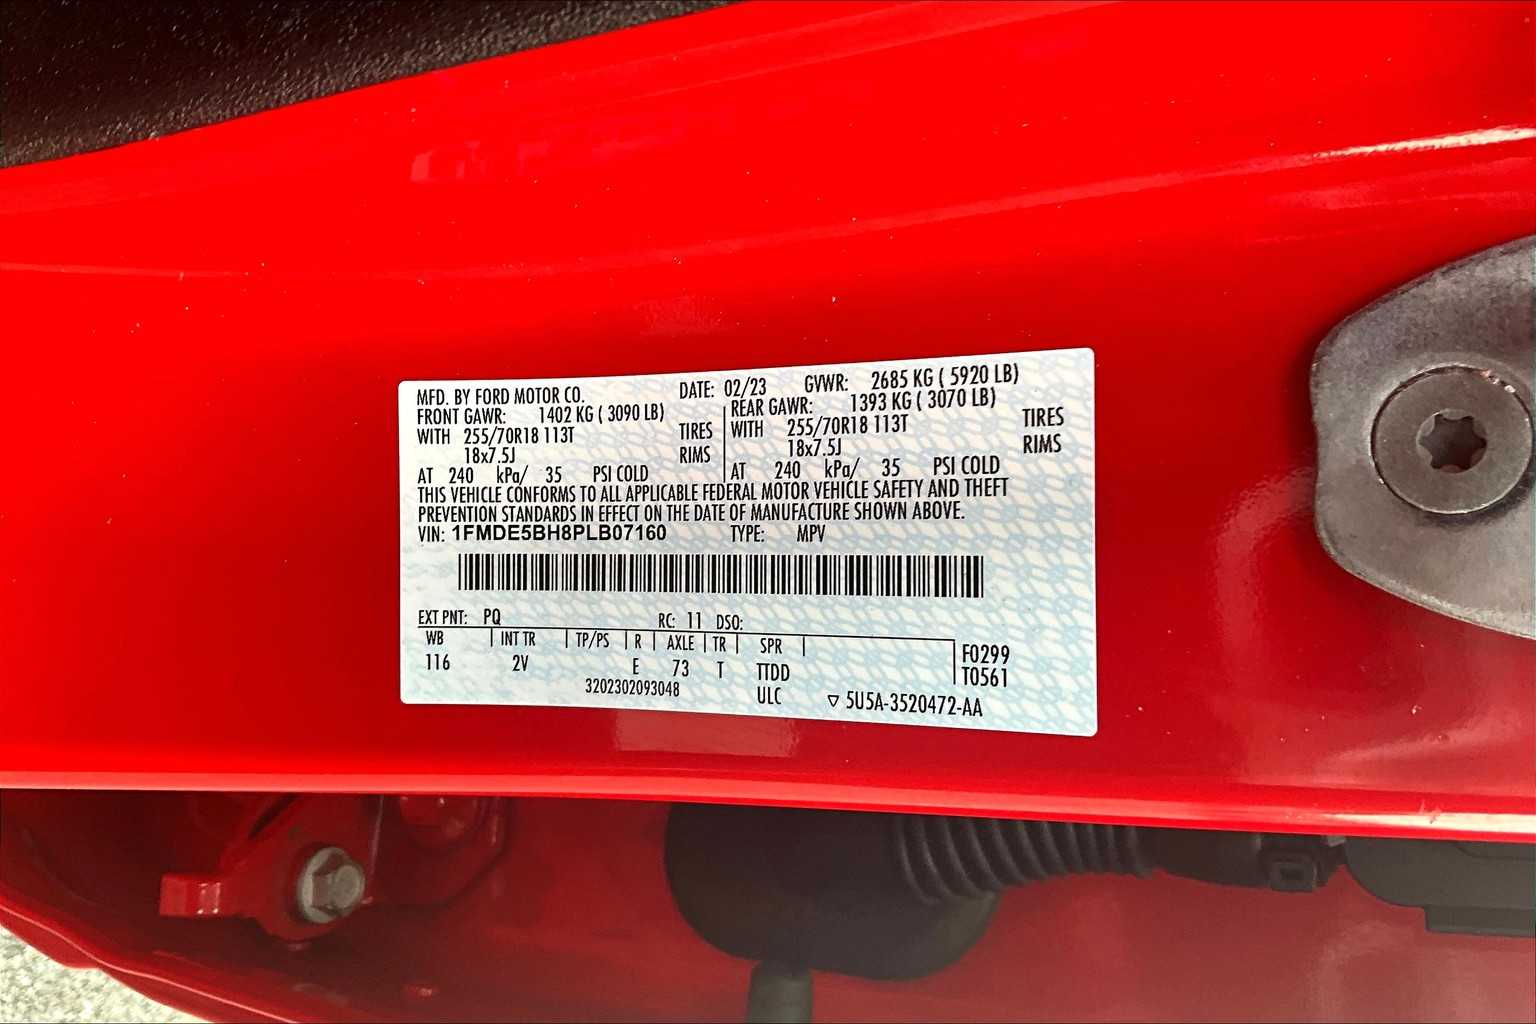 MFD. BY FORD MOTOR CO. DATE: 02/23 GVWR: 2685 KG ( 5920 LB)
FRONT GAWR: 1402 KG ( 3090 LB) REAR GAWR: 1393 KG ( 3070 LB)
WITH 255/70R18 113T TIRES WITH 255/70R18 113T TIRES
18x7.5J RIMS 18x7.5J RIMS
AT 240 kPa/ 35 PSI COLD AT 240 kPa/ 35 PSI COLD
THIS VEHICLE CONFORMS TO ALL APPLICABLE FEDERAL MOTOR VEHICLE SAFETY AND THEFT
PREVENTION STANDARDS IN EFFECT ON THE DATE OF MANUFACTURE SHOWN ABOVE.
VIN: 1FMDE5BH8PLB07160 TYPE: MPV
EXT PNT: PQ RC: 11 DSO:
WB INT TR TP/PS R AXLE TR SPR F0299
116 2V E 73 T TTDD T0561
3202302093048 ULC ▽ 5U5A-3520472-AA